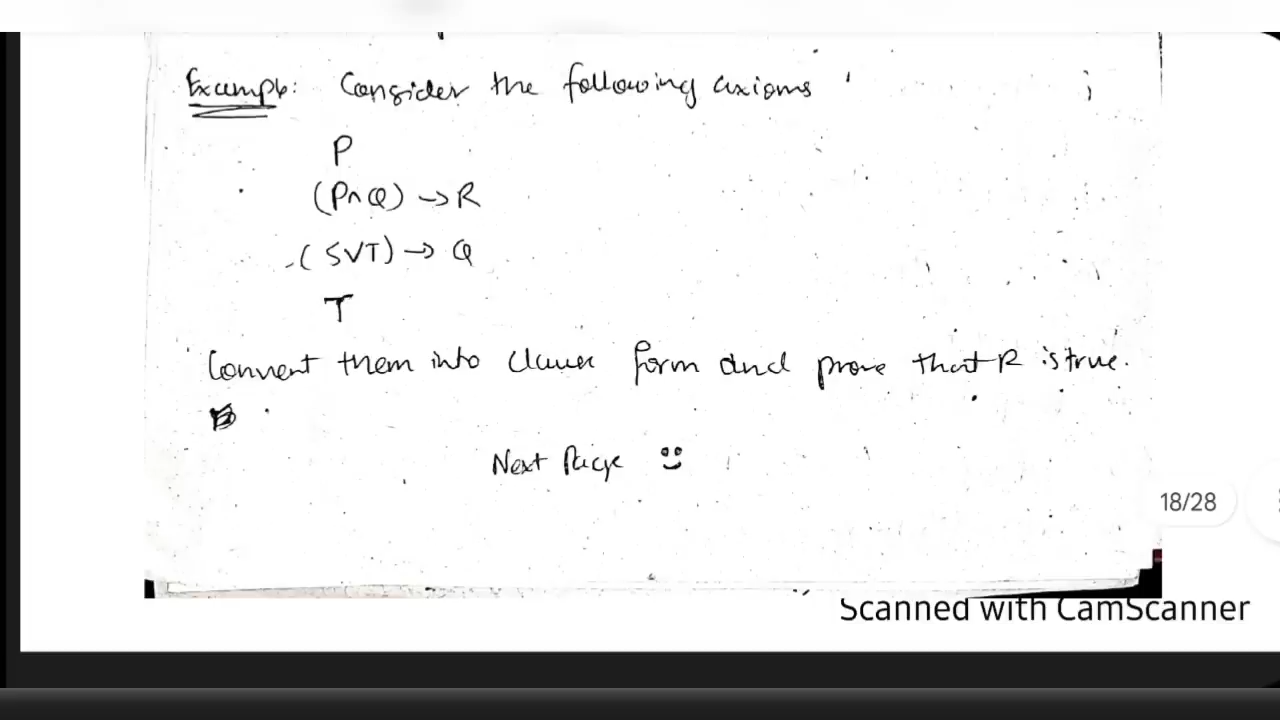 Example: Consider the following axioms ;
P
(P∧Q) → R
(S∨T) → Q
T
Convert them into clause form and prove that R is true.
Next Page
18/28
Scanned with CamScanner